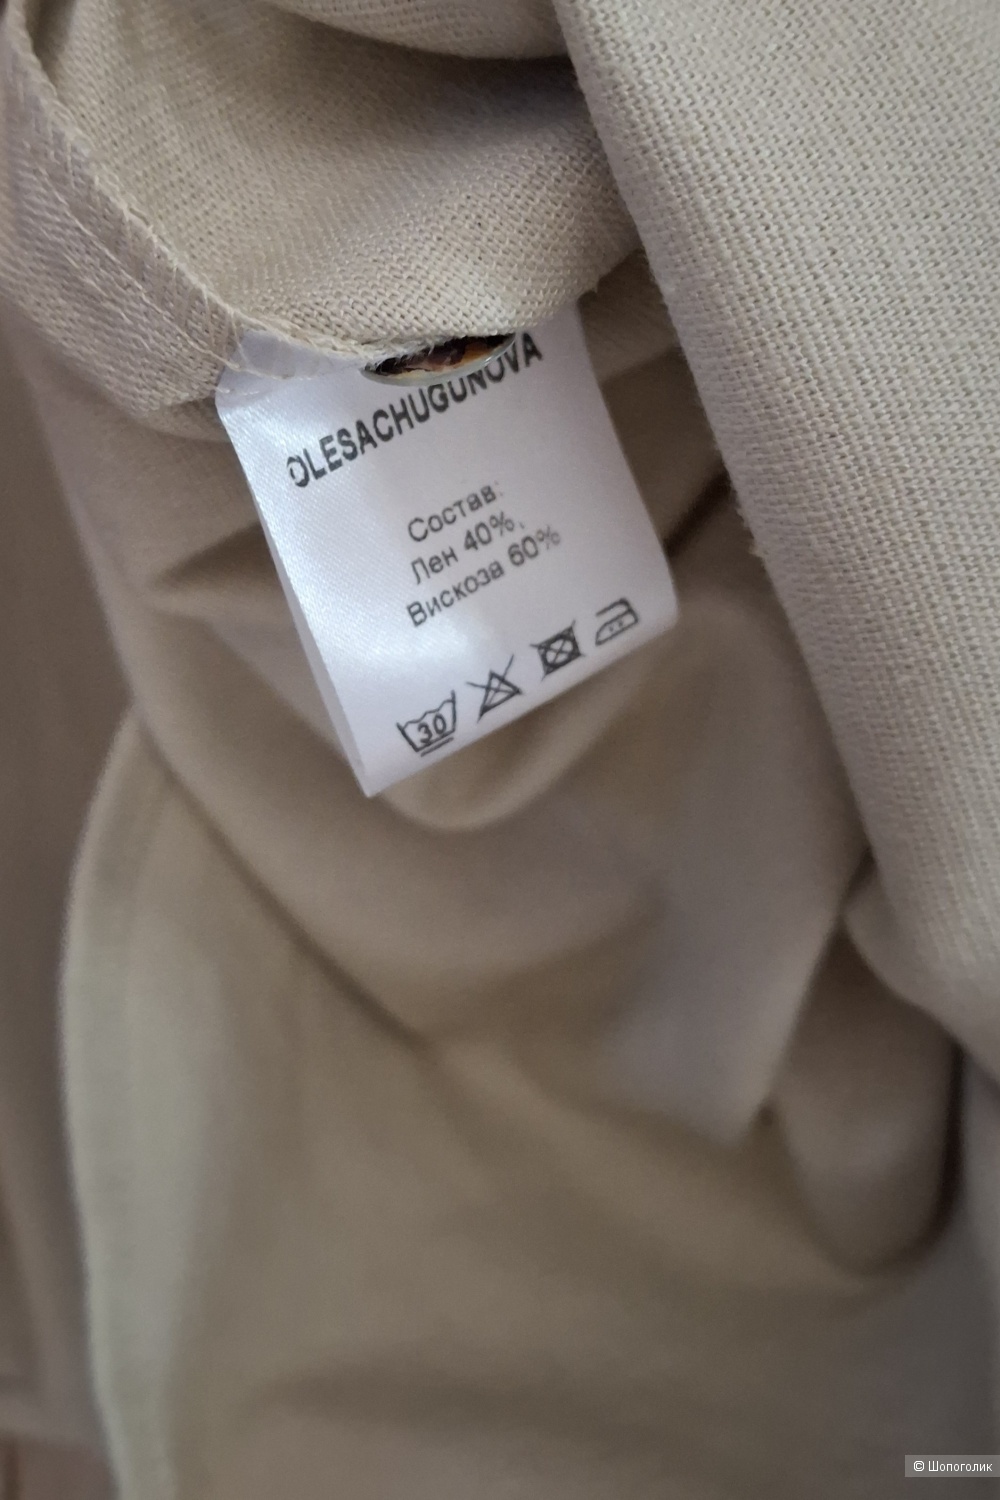 OLESACHUGUNOVA
Состав:
Лен 40%,
Вискоза 60%
30
© Шопоголик